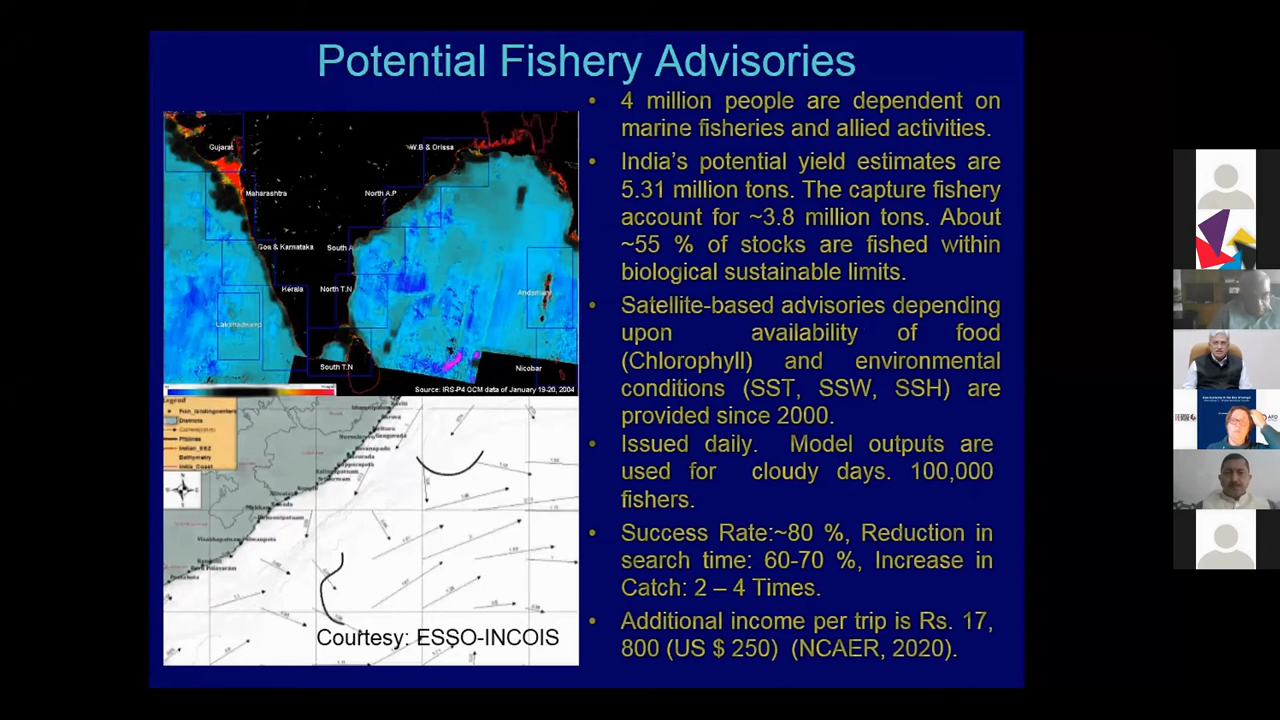 Potential Fishery Advisories
Gujarat
W.B & Orissa
Maharashtra
North A.P
Goa & Karnataka
South A
Kerala
North T.N
Andaman
Lakshadweep
South T.N
Nicobar
Source: IRS-P4 OCM data of January 19-20, 2004
Legend
Fish_landingcenters
Districts
Bathymetry
India_Coast
Courtesy: ESSO-INCOIS
• 4 million people are dependent on
marine fisheries and allied activities.
• India's potential yield estimates are
5.31 million tons. The capture fishery
account for ~3.8 million tons. About
~55 % of stocks are fished within
biological sustainable limits.
• Satellite-based advisories depending
upon availability of food
(Chlorophyll) and environmental
conditions (SST, SSW, SSH) are
provided since 2000.
• Issued daily. Model outputs are
used for cloudy days. 100,000
fishers.
• Success Rate:~80 %, Reduction in
search time: 60-70 %, Increase in
Catch: 2 – 4 Times.
• Additional income per trip is Rs. 17,
800 (US $ 250) (NCAER, 2020).